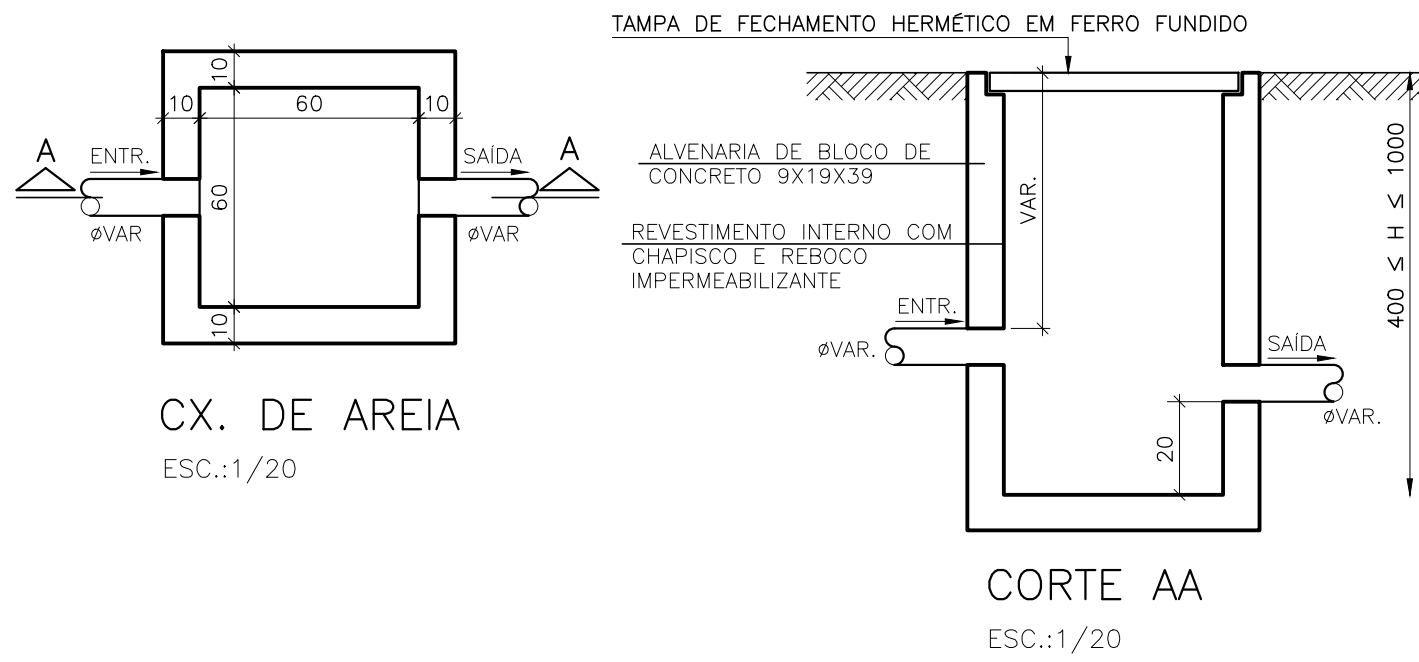 TAMPA DE FECHAMENTO HERMÉTICO EM FERRO FUNDIDO
10
10
60
10
A
ENTR.
SAÍDA
A
60
øVAR
øVAR
10
CX. DE AREIA
ESC.:1/20
ALVENARIA DE BLOCO DE
CONCRETO 9X19X39
VAR.
REVESTIMENTO INTERNO COM
CHAPISCO E REBOCO
IMPERMEABILIZANTE
400 ≤ H ≤ 1000
ENTR.
øVAR.
SAÍDA
øVAR.
20
CORTE AA
ESC.:1/20